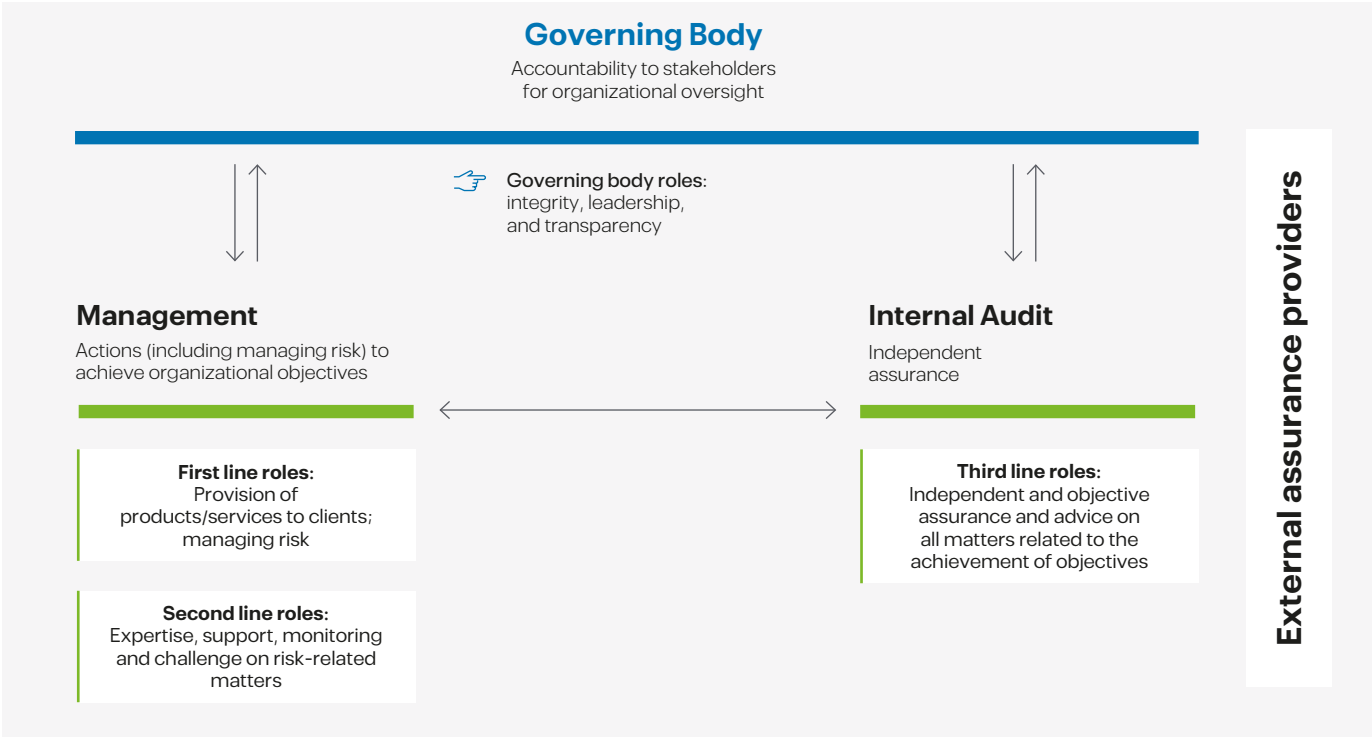 Governing Body
Accountability to stakeholders
for organizational oversight
Governing body roles:
integrity, leadership,
and transparency
Management
Actions (including managing risk) to
achieve organizational objectives
Internal Audit
Independent
assurance
First line roles:
Provision of
products/services to clients;
managing risk
Second line roles:
Expertise, support, monitoring
and challenge on risk-related
matters
Third line roles:
Independent and objective
assurance and advice on
all matters related to the
achievement of objectives
External assurance providers